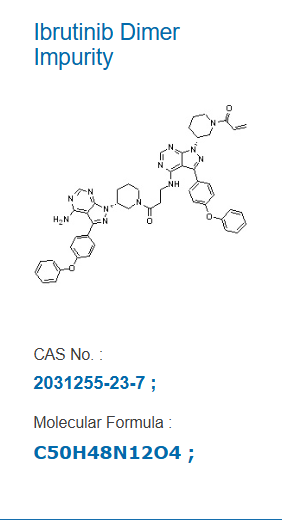 Ibrutinib Dimer
Impurity
O
N
N
N
N
N
N
NH
O
N
N
N
N
N
N
H₂N
O
O
CAS No. :
2031255-23-7 ;
Molecular Formula :
C50H48N12O4 ;